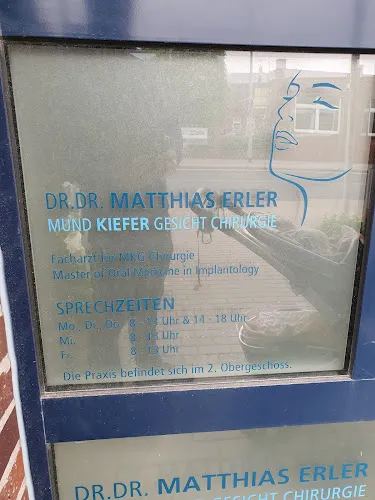 DR.DR. MATTHIAS ERLER
MUND KIEFER GESICHT CHIRURGIE
Facharzt für MKG Chirurgie
Master of Oral Medicine in Implantology
SPRECHZEITEN
Mo, Di, Do 8 - 13 Uhr & 14 - 18 Uhr
Mi. 8 - 13 Uhr
Fr. 8 - 13 Uhr
Die Praxis befindet sich im 2. Obergeschoss.
DR.DR. MATTHIAS ERLER
GESICHT CHIRURGIE